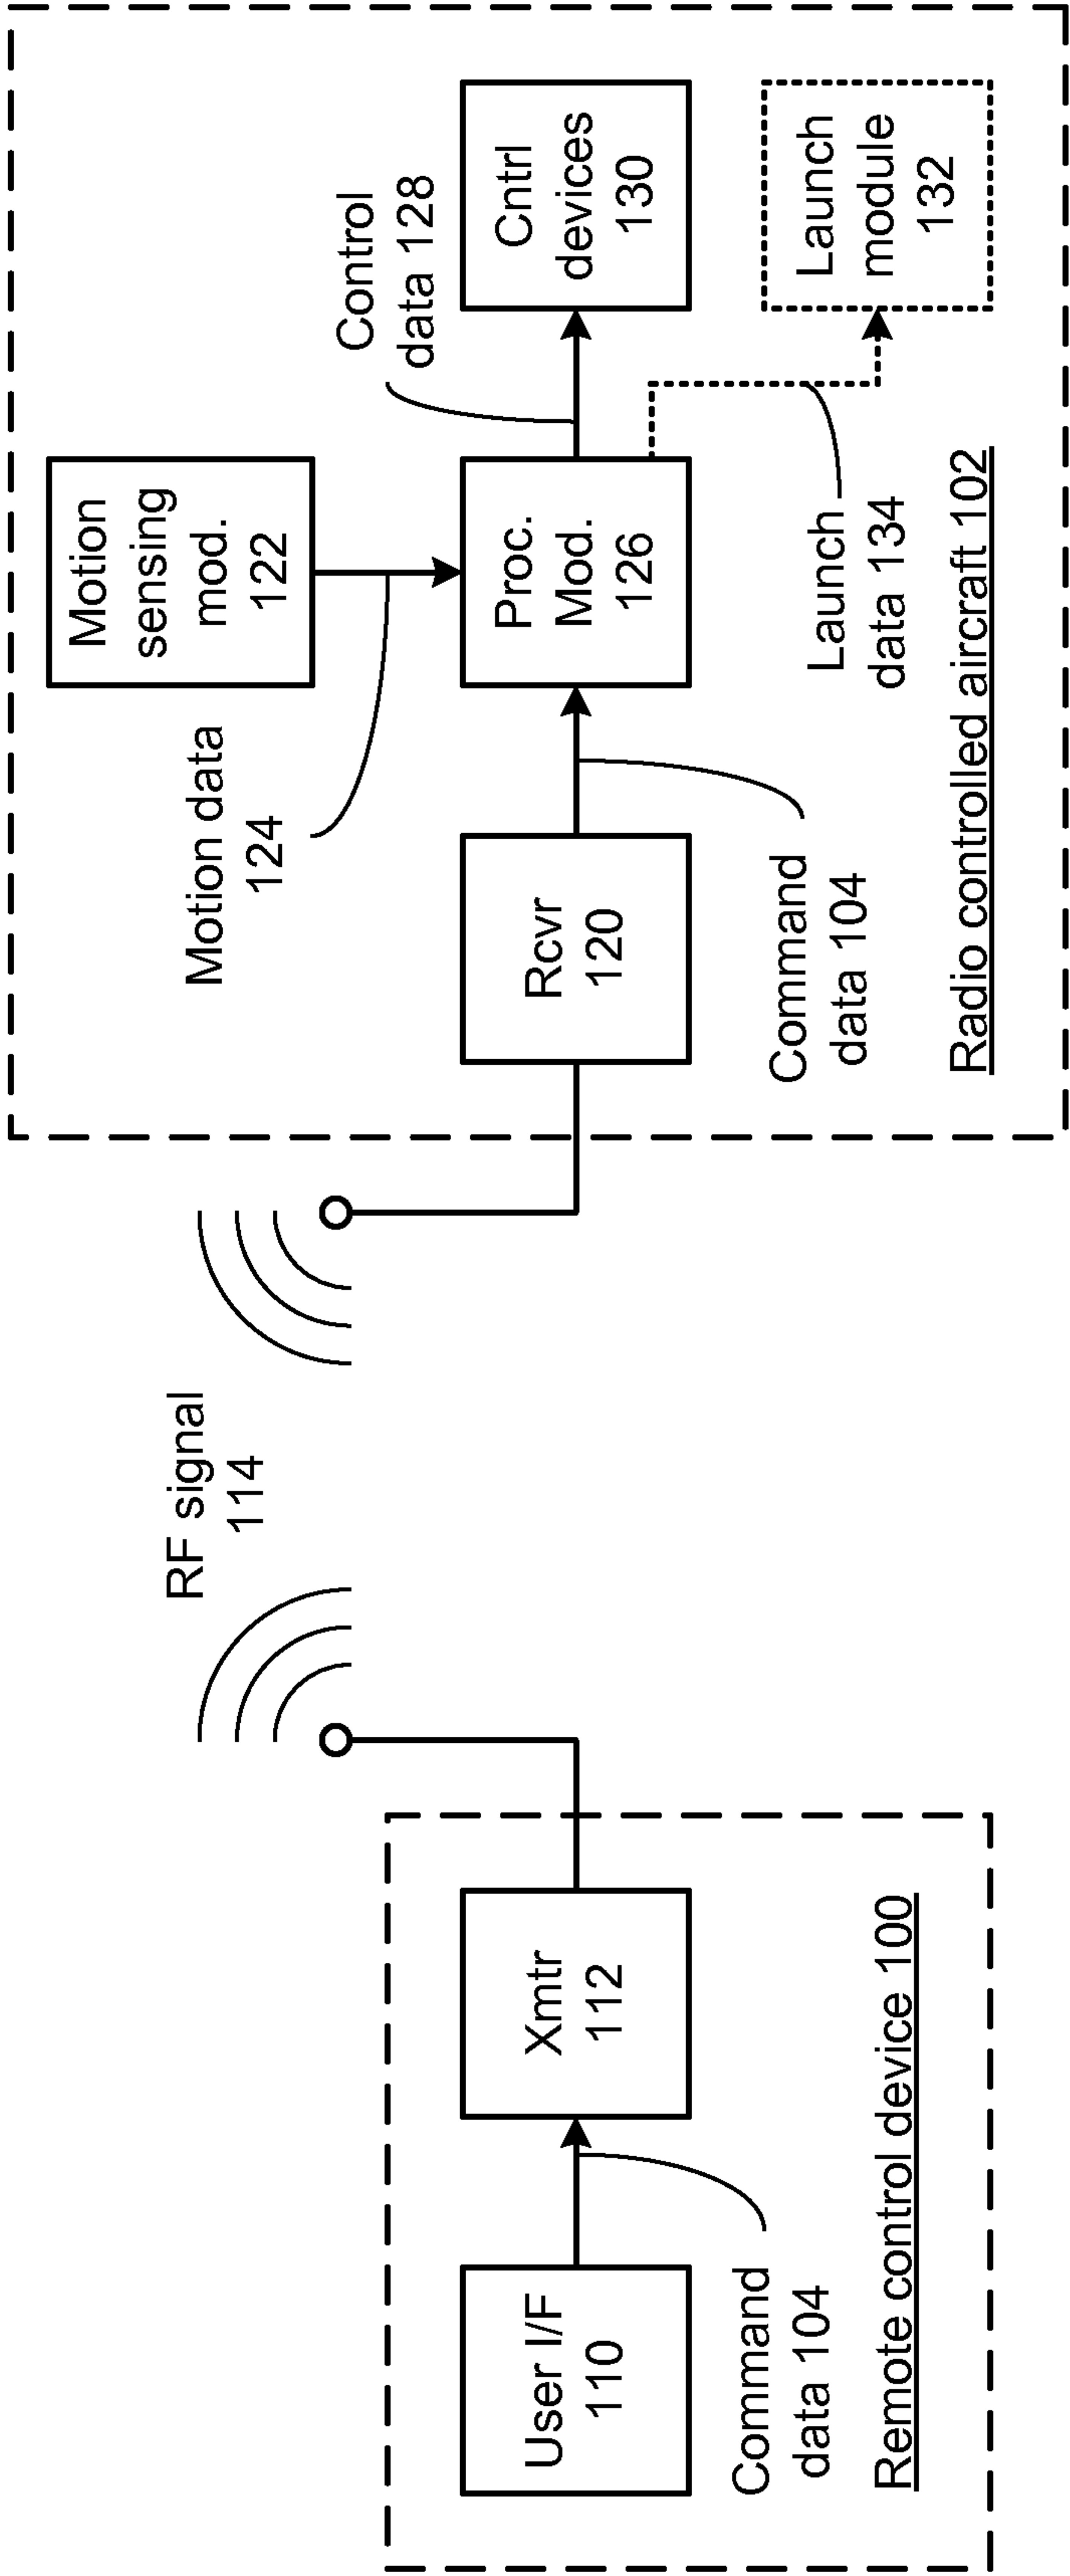 RF signal
114
User I/F
110
Xmtr
112
Command
data 104
Remote control device 100
Motion data
124
Motion
sensing
mod.
122
Control
data 128
Rcvr
120
Proc.
Mod.
126
Cntrl
devices
130
Command
data 104
Launch
data 134
Launch
module
132
Radio controlled aircraft 102